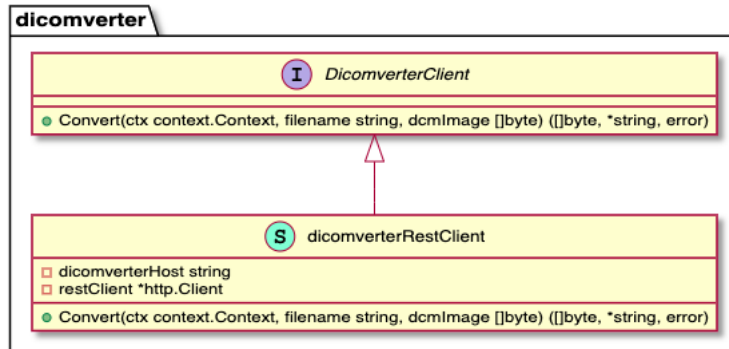 dicomverter
I DicomverterClient
Convert(ctx context.Context, filename string, dcmImage []byte) ([]byte, *string, error)
S dicomverterRestClient
dicomverterHost string
restClient *http.Client
Convert(ctx context.Context, filename string, dcmImage []byte) ([]byte, *string, error)